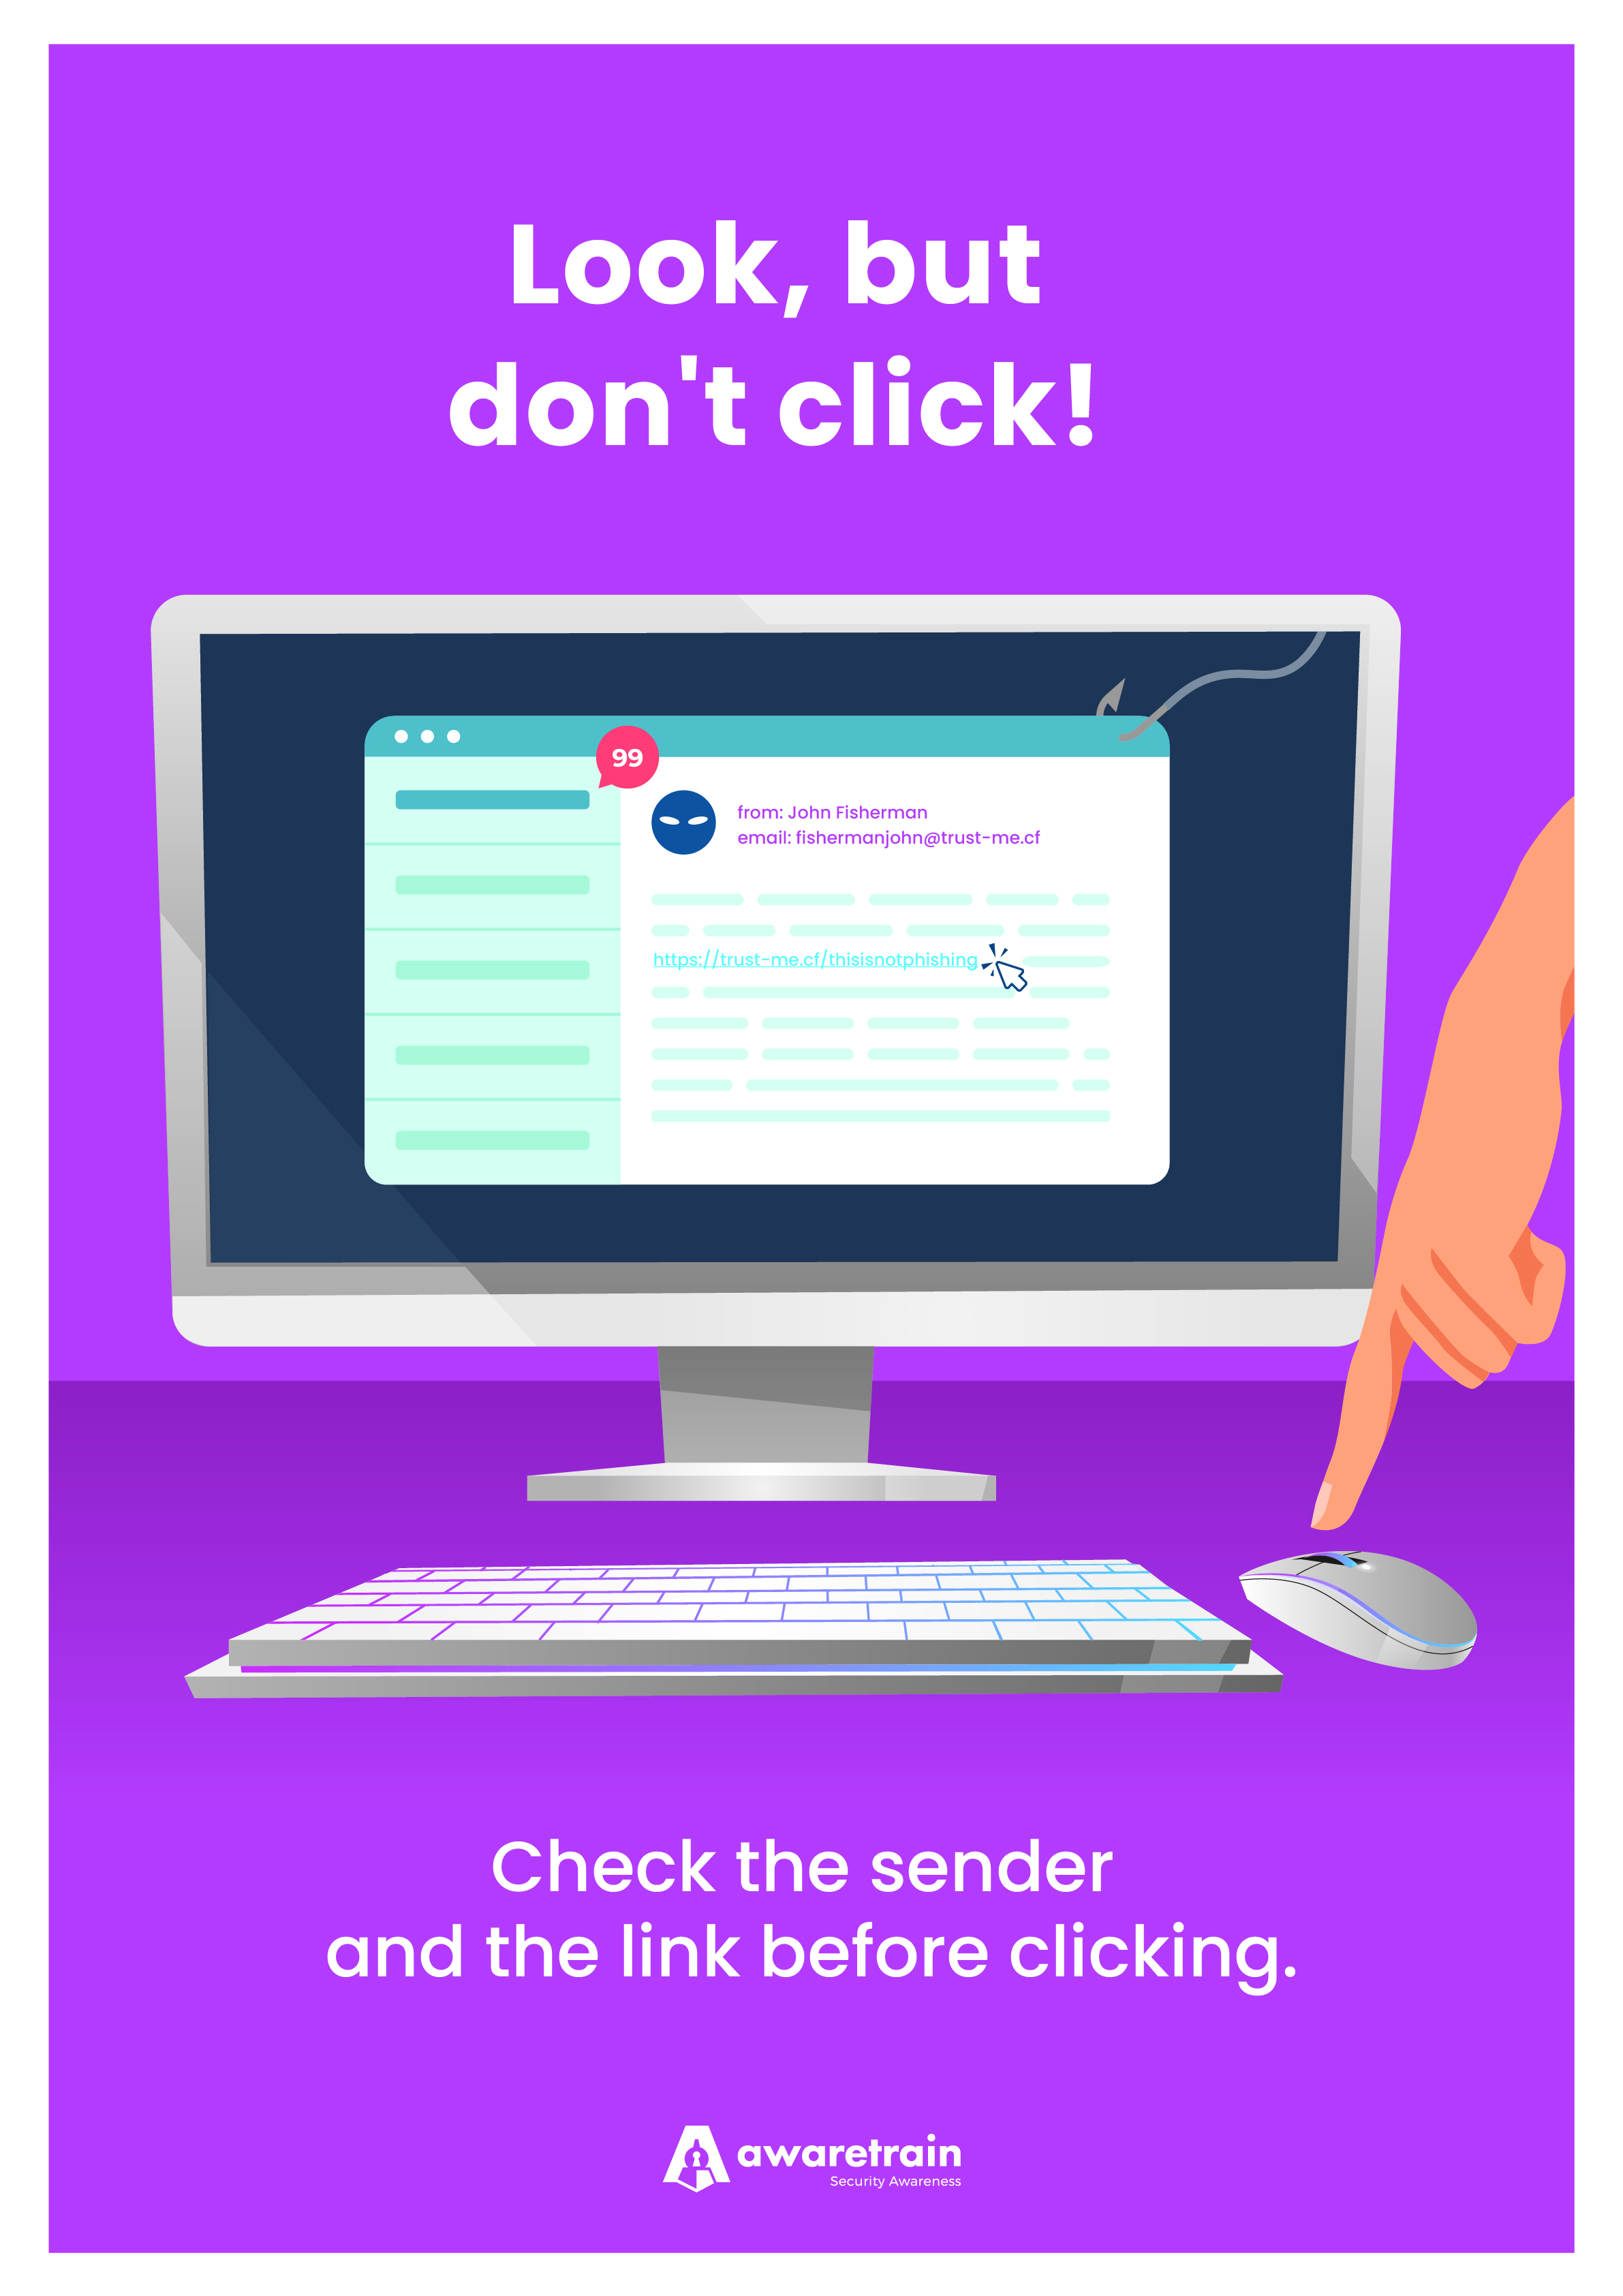 Look, but
don't click!
99
from: John Fisherman
email: fishermanjohn@trust-me.cf
https://trust-me.cf/thisisnotphishing
Check the sender
and the link before clicking.
awaretrain
Security Awareness